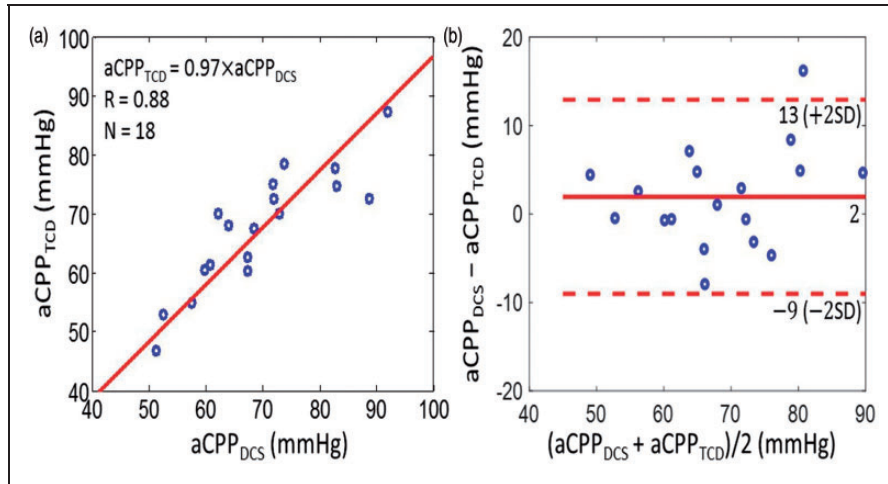 (a)
100
90
80
70
60
50
40
aCPP_TCD (mmHg)
aCPP_TCD = 0.97×aCPP_DCS
R = 0.88
N = 18
40 50 60 70 80 90 100
aCPP_DCS (mmHg)
(b)
20
10
0
-10
-20
aCPP_DCS − aCPP_TCD (mmHg)
13 (+2SD)
2
−9 (−2SD)
50 60 70 80 90
(aCPP_DCS + aCPP_TCD)/2 (mmHg)